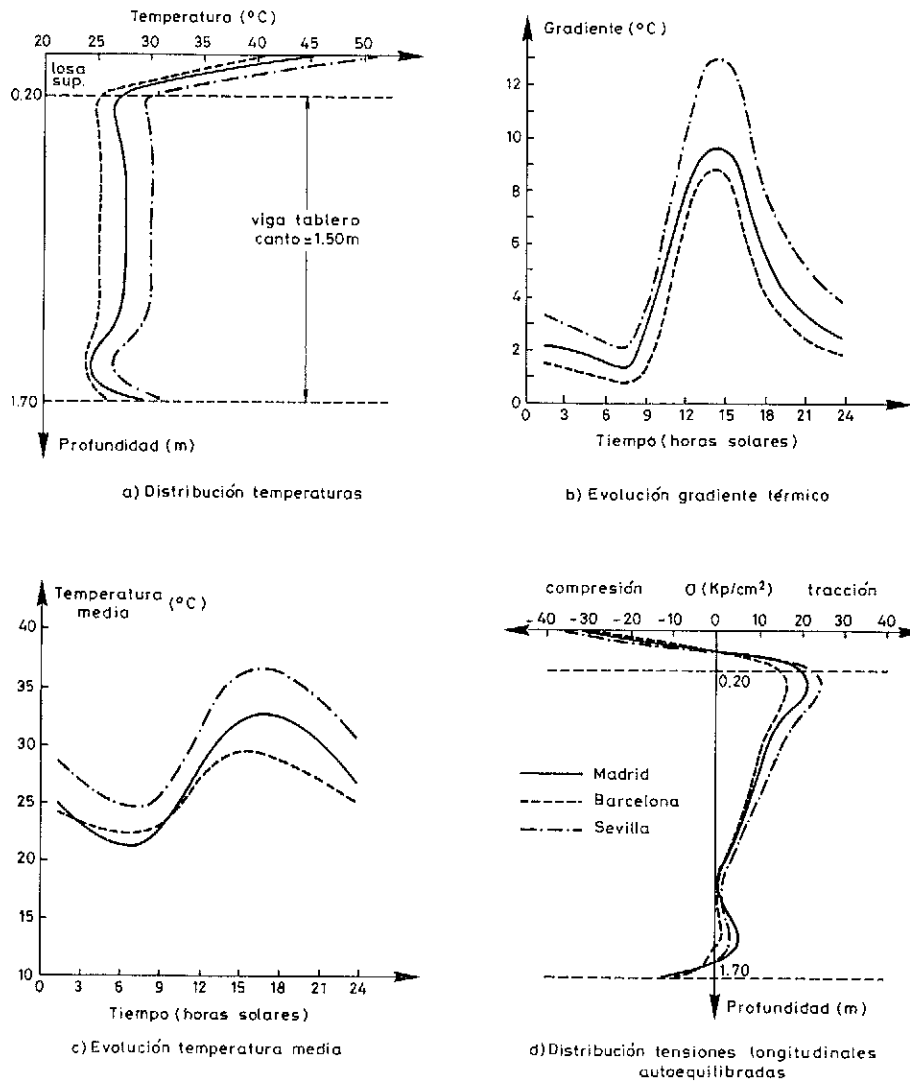 Temperatura (ºC)
20 25 30 35 40 45 50
losa
sup.
0.20
viga tablero
canto=1.50m
1.70
Profundidad (m)
a) Distribución temperaturas
Gradiente (ºC)
12
10
8
6
4
2
0
0 3 6 9 12 15 18 21 24
Tiempo (horas solares)
b) Evolución gradiente térmico
Temperatura
media (ºC)
40
35
30
25
20
15
10
0 3 6 9 12 15 18 21 24
Tiempo (horas solares)
c) Evolución temperatura media
compresión σ (Kp/cm²) tracción
-40 -30 -20 -10 0 10 20 30 40
0.20
Madrid
Barcelona
Sevilla
1.70
Profundidad (m)
d) Distribución tensiones longitudinales
autoequilibradas